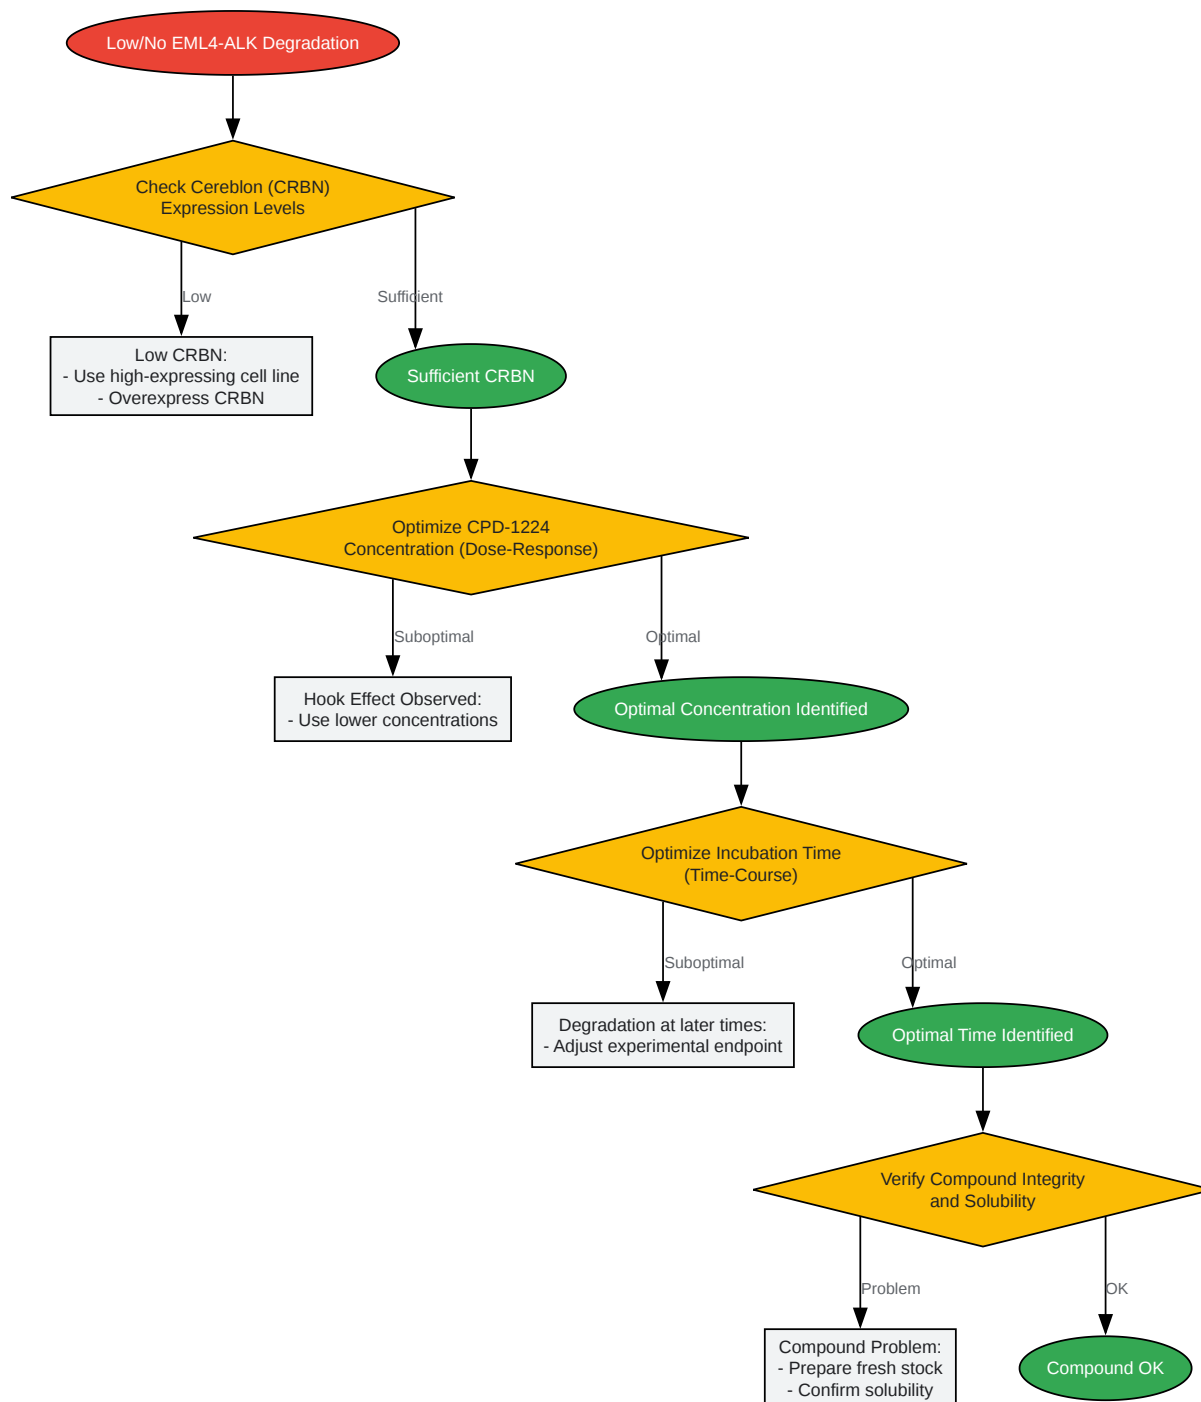 Low/No EML4-ALK Degradation
Check Cereblon (CRBN)
Expression Levels
Low
Sufficient
Low CRBN:
- Use high-expressing cell line
- Overexpress CRBN
Sufficient CRBN
Optimize CPD-1224
Concentration (Dose-Response)
Suboptimal
Optimal
Hook Effect Observed:
- Use lower concentrations
Optimal Concentration Identified
Optimize Incubation Time
(Time-Course)
Suboptimal
Optimal
Degradation at later times:
- Adjust experimental endpoint
Optimal Time Identified
Verify Compound Integrity
and Solubility
Problem
OK
Compound Problem:
- Prepare fresh stock
- Confirm solubility
Compound OK